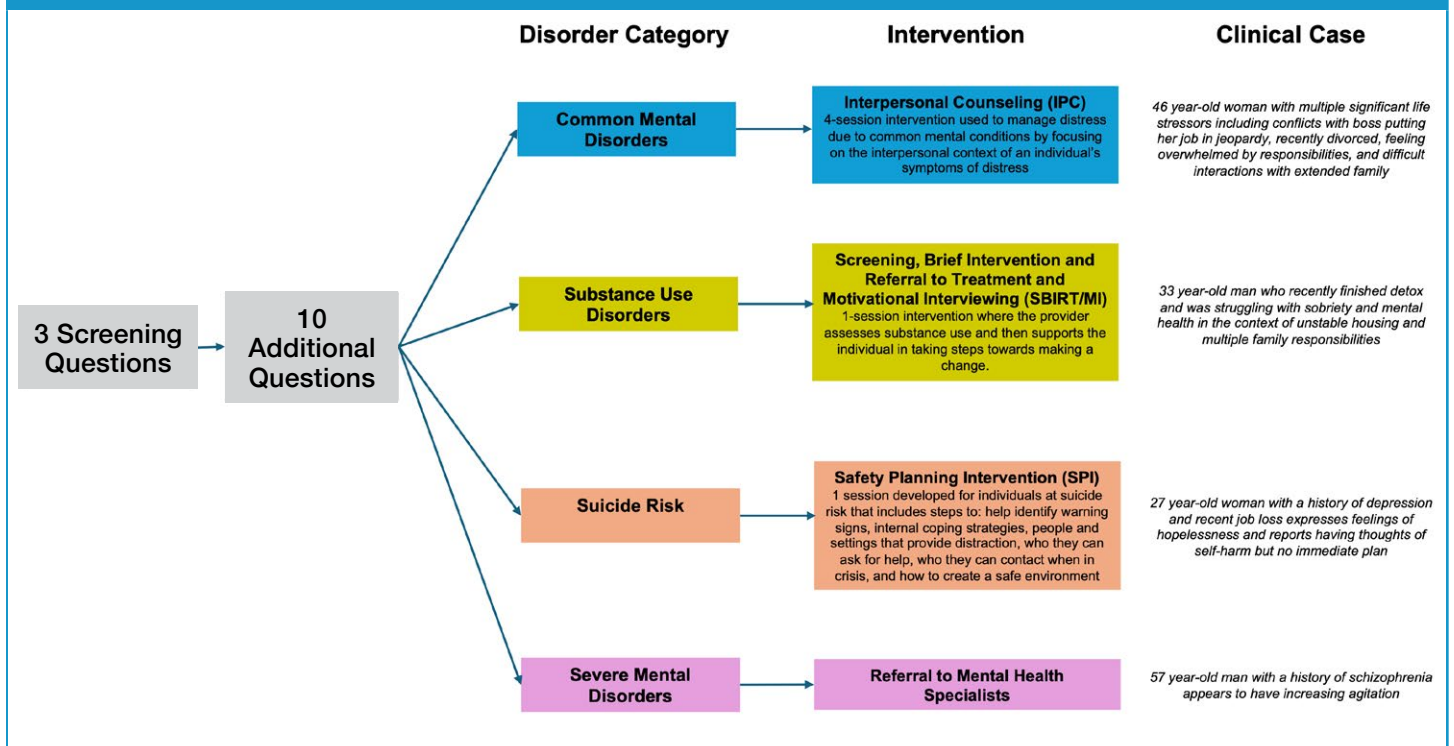 Disorder Category
Intervention
Clinical Case
3 Screening
Questions
10
Additional
Questions
Common Mental
Disorders
Interpersonal Counseling (IPC)
4-session intervention used to manage distress
due to common mental conditions by focusing
on the interpersonal context of an individual's
symptoms of distress
46 year-old woman with multiple significant life
stressors including conflicts with boss putting
her job in jeopardy, recently divorced, feeling
overwhelmed by responsibilities, and difficult
interactions with extended family
Substance Use
Disorders
Screening, Brief Intervention and
Referral to Treatment and
Motivational Interviewing (SBIRT/MI)
1-session intervention where the provider
assesses substance use and then supports the
individual in taking steps towards making a
change.
33 year-old man who recently finished detox
and was struggling with sobriety and mental
health in the context of unstable housing and
multiple family responsibilities
Suicide Risk
Safety Planning Intervention (SPI)
1 session developed for individuals at suicide
risk that includes steps to: help identify warning
signs, internal coping strategies, people and
settings that provide distraction, who they can
ask for help, who they can contact when in
crisis, and how to create a safe environment
27 year-old woman with a history of depression
and recent job loss expresses feelings of
hopelessness and reports having thoughts of
self-harm but no immediate plan
Severe Mental
Disorders
Referral to Mental Health
Specialists
57 year-old man with a history of schizophrenia
appears to have increasing agitation